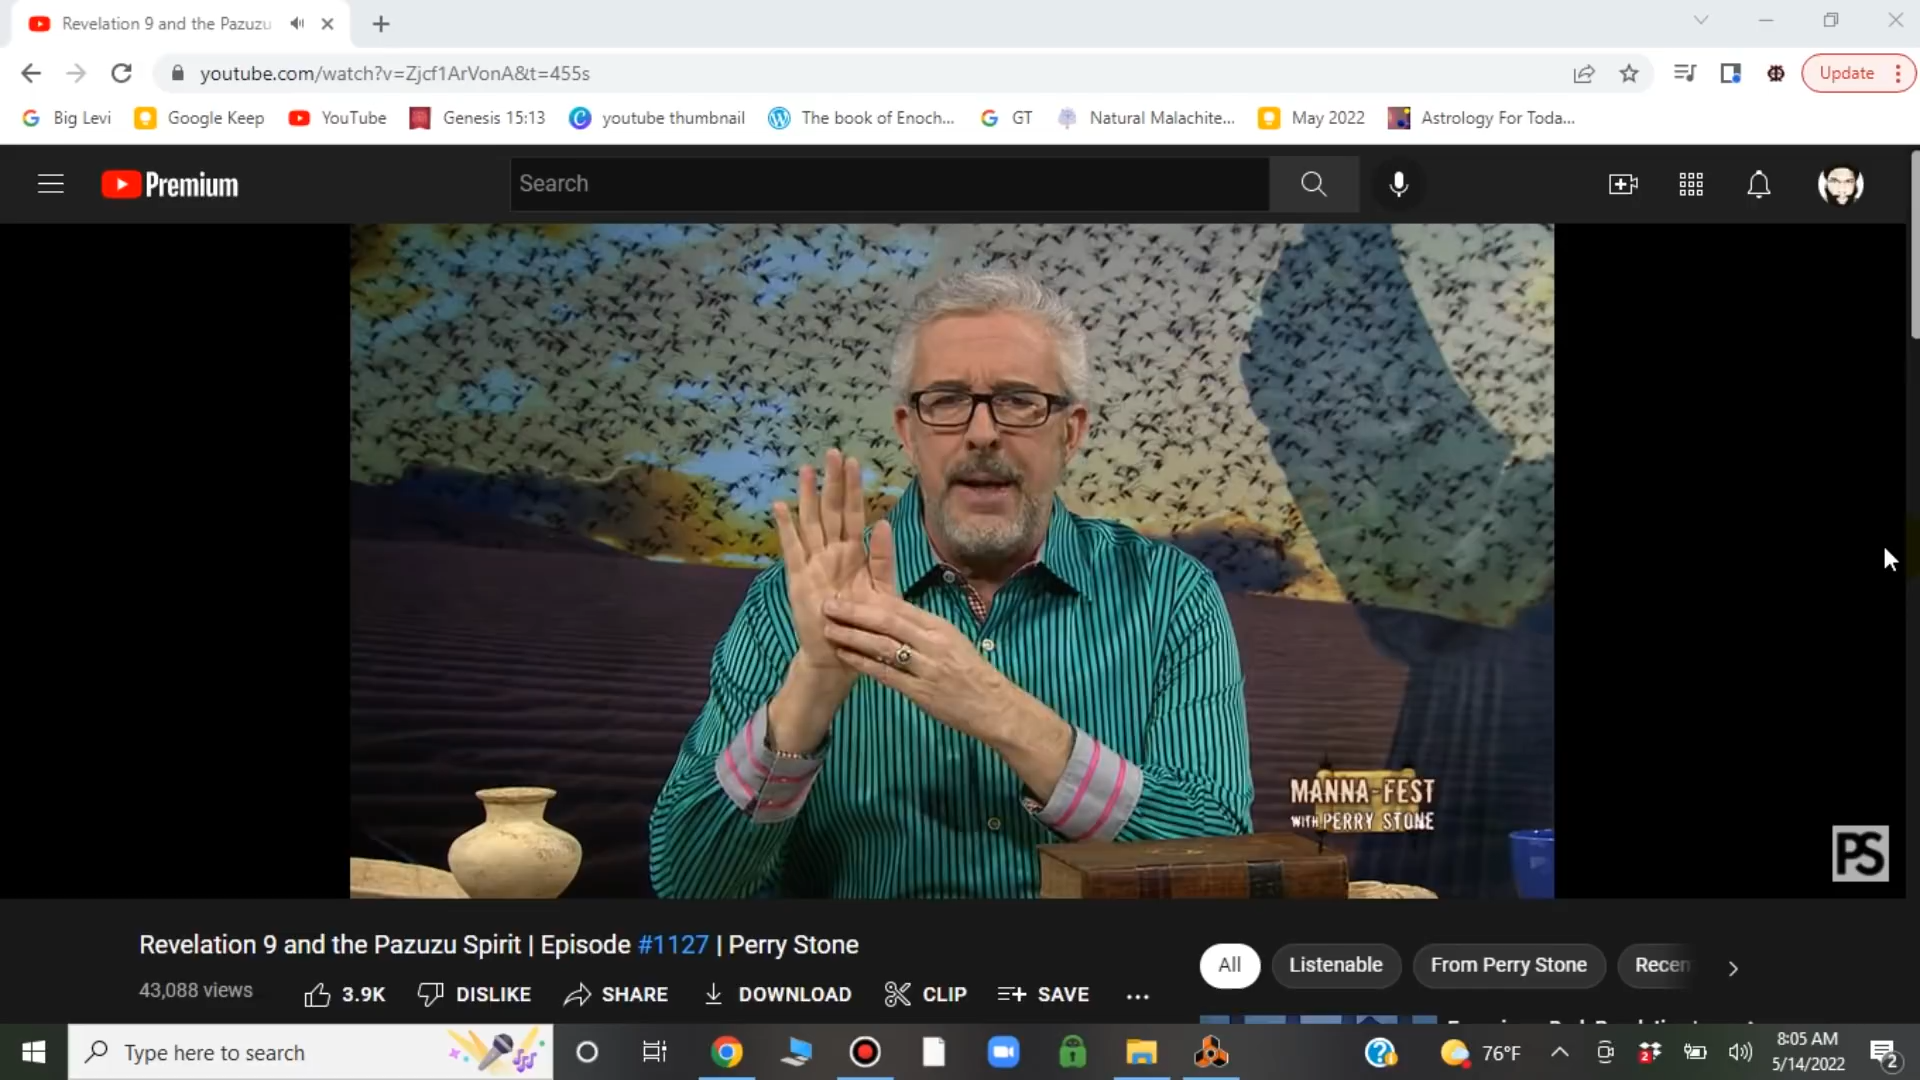 Revelation 9 and the Pazuzu
youtube.com/watch?v=Zjcf1ArVonA&t=455s
Update
Big Levi
Google Keep
YouTube
Genesis 15:13
youtube thumbnail
The book of Enoch...
GT
Natural Malachite...
May 2022
Astrology For Toda...
Premium
Search
MANNA-FEST
WITH PERRY STONE
PS
Revelation 9 and the Pazuzu Spirit | Episode #1127 | Perry Stone
43,088 views
3.9K
DISLIKE
SHARE
DOWNLOAD
CLIP
SAVE
All
Listenable
From Perry Stone
Recen
Type here to search
76°F
8:05 AM
5/14/2022
2